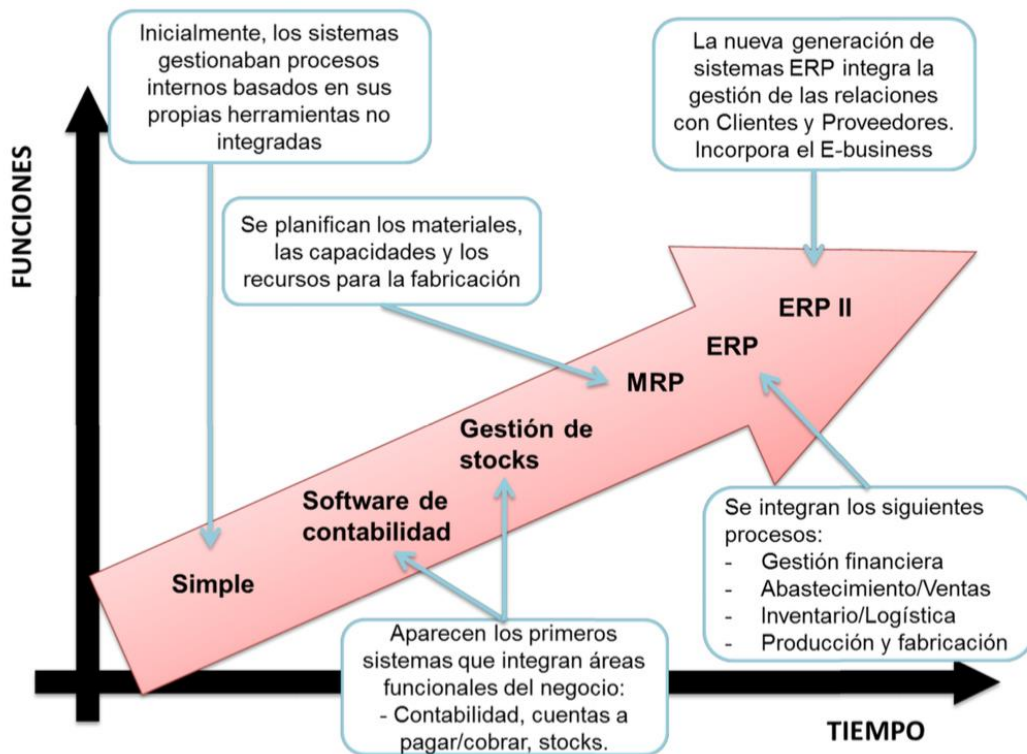 Inicialmente, los sistemas
gestionaban procesos
internos basados en sus
propias herramientas no
integradas
La nueva generación de
sistemas ERP integra la
gestión de las relaciones
con Clientes y Proveedores.
Incorpora el E-business
FUNCIONES
Se planifican los materiales,
las capacidades y los
recursos para la fabricación
ERP II
ERP
MRP
Gestión de
stocks
Software de
contabilidad
Simple
Se integran los siguientes
procesos:
- Gestión financiera
- Abastecimiento/Ventas
- Inventario/Logística
- Producción y fabricación
Aparecen los primeros
sistemas que integran áreas
funcionales del negocio:
- Contabilidad, cuentas a
pagar/cobrar, stocks.
TIEMPO